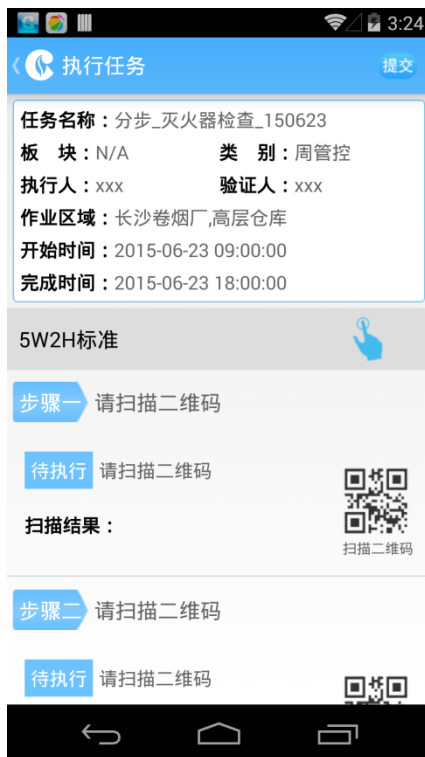 3:24
执行任务
提交
任务名称：分步_灭火器检查_150623
板 块：N/A 类 别：周管控
执行人：xxx 验证人：xxx
作业区域：长沙卷烟厂,高层仓库
开始时间：2015-06-23 09:00:00
完成时间：2015-06-23 18:00:00
5W2H标准
步骤一 请扫描二维码
待执行 请扫描二维码
扫描结果：
扫描二维码
步骤二 请扫描二维码
待执行 请扫描二维码